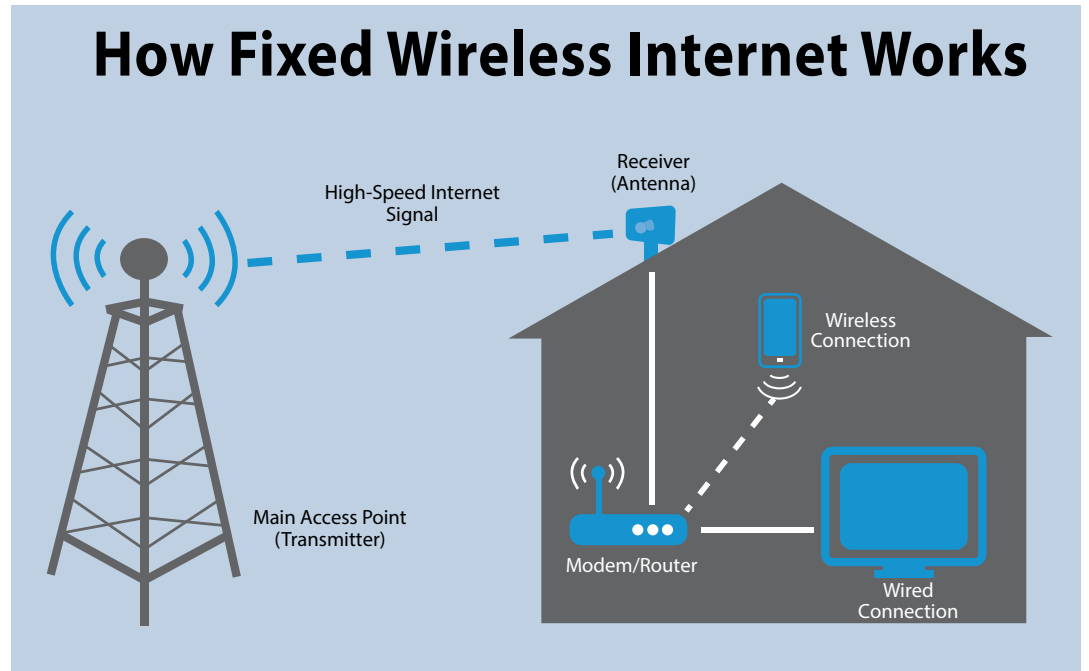 How Fixed Wireless Internet Works
Receiver
(Antenna)
High-Speed Internet
Signal
Wireless
Connection
Main Access Point
(Transmitter)
Modem/Router
Wired
Connection